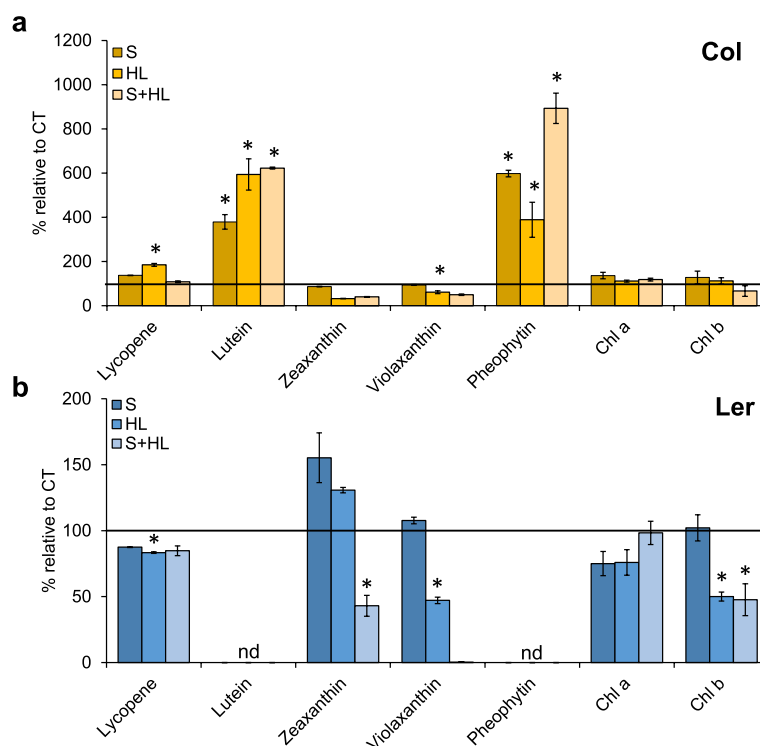 a
Col
S
HL
S+HL
% relative to CT
1200
1000
800
600
400
200
0
*
* * *
*
* * *
Lycopene
Lutein
Zeaxanthin
Violaxanthin
Pheophytin
Chl a
Chl b
b
Ler
S
HL
S+HL
% relative to CT
200
150
100
50
0
*
nd
*
*
nd
* *
Lycopene
Lutein
Zeaxanthin
Violaxanthin
Pheophytin
Chl a
Chl b